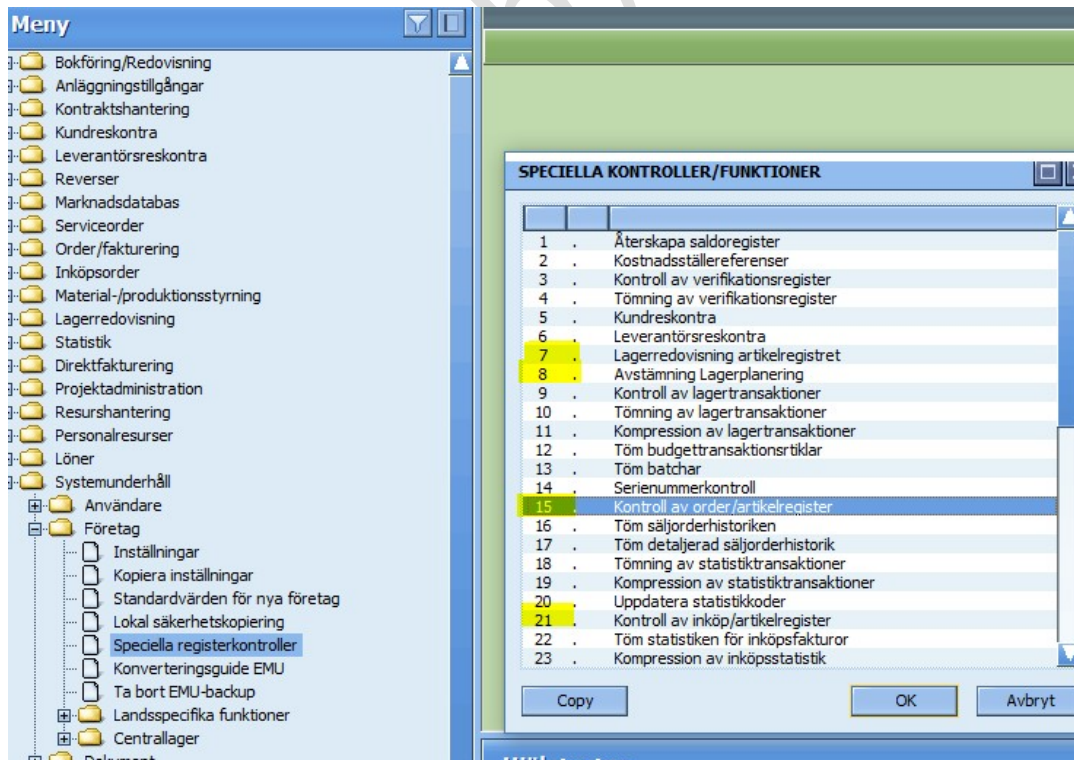 Meny
Bokföring/Redovisning
Anläggningstillgångar
Kontraktshantering
Kundreskontra
Leverantörsreskontra
Reverser
Marknadsdatabas
Serviceorder
Order/fakturering
Inköpsorder
Material-/produktionsstyrning
Lagerredovisning
Statistik
Direktfakturering
Projektadministration
Resurshantering
Personalresurser
Löner
Systemunderhåll
Användare
Företag
Inställningar
Kopiera inställningar
Standardvärden för nya företag
Lokal säkerhetskopiering
Speciella registerkontroller
Konverteringsguide EMU
Ta bort EMU-backup
Landsspecifika funktioner
Centrallager
Dokument
SPECIELLA KONTROLLER/FUNKTIONER
1 . Återskapa saldoregister
2 . Kostnadsställereferenser
3 . Kontroll av verifikationsregister
4 . Tömning av verifikationsregister
5 . Kundreskontra
6 . Leverantörsreskontra
7 . Lagerredovisning artikelregistret
8 . Avstämning Lagerplanering
9 . Kontroll av lagertransaktioner
10 . Tömning av lagertransaktioner
11 . Kompression av lagertransaktioner
12 . Töm budgettransaktionsrtiklar
13 . Töm batchar
14 . Serienummerkontroll
15 . Kontroll av order/artikelregister
16 . Töm säljorderhistoriken
17 . Töm detaljerad säljorderhistorik
18 . Tömning av statistiktransaktioner
19 . Kompression av statistiktransaktioner
20 . Uppdatera statistikkoder
21 . Kontroll av inköp/artikelregister
22 . Töm statistiken för inköpsfakturor
23 . Kompression av inköpsstatistik
Copy OK Avbryt